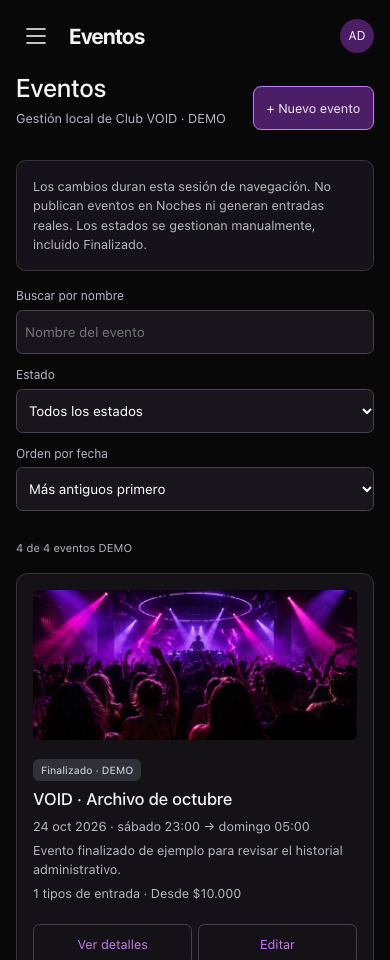 Eventos
AD
Eventos
Gestión local de Club VOID · DEMO
+ Nuevo evento
Los cambios duran esta sesión de navegación. No
publican eventos en Noches ni generan entradas
reales. Los estados se gestionan manualmente,
incluido Finalizado.
Buscar por nombre
Nombre del evento
Estado
Todos los estados
Orden por fecha
Más antiguos primero
4 de 4 eventos DEMO
Finalizado · DEMO
VOID · Archivo de octubre
24 oct 2026 · sábado 23:00 → domingo 05:00
Evento finalizado de ejemplo para revisar el historial
administrativo.
1 tipos de entrada · Desde $10.000
Ver detalles
Editar